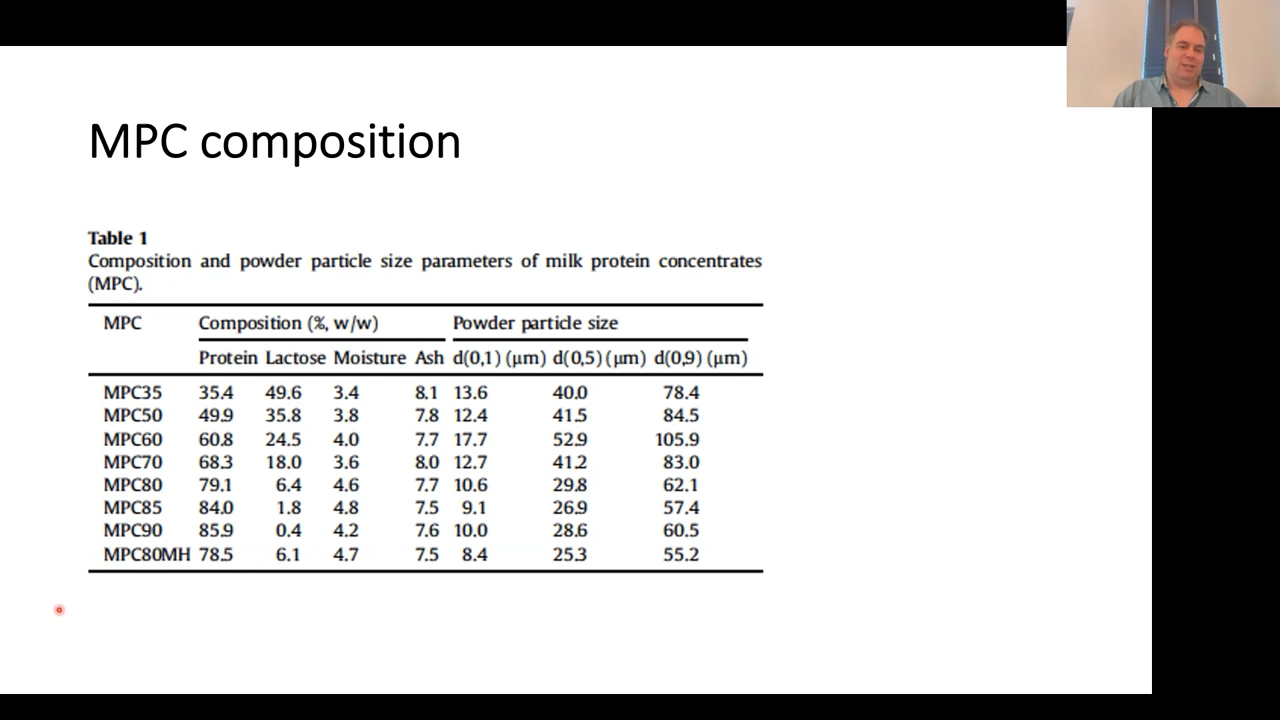 MPC composition
Table 1
Composition and powder particle size parameters of milk protein concentrates
(MPC).
MPC Composition (%, w/w) Powder particle size
Protein Lactose Moisture Ash d(0,1) (μm) d(0,5) (μm) d(0,9) (μm)
MPC35 35.4 49.6 3.4 8.1 13.6 40.0 78.4
MPC50 49.9 35.8 3.8 7.8 12.4 41.5 84.5
MPC60 60.8 24.5 4.0 7.7 17.7 52.9 105.9
MPC70 68.3 18.0 3.6 8.0 12.7 41.2 83.0
MPC80 79.1 6.4 4.6 7.7 10.6 29.8 62.1
MPC85 84.0 1.8 4.8 7.5 9.1 26.9 57.4
MPC90 85.9 0.4 4.2 7.6 10.0 28.6 60.5
MPC80MH 78.5 6.1 4.7 7.5 8.4 25.3 55.2